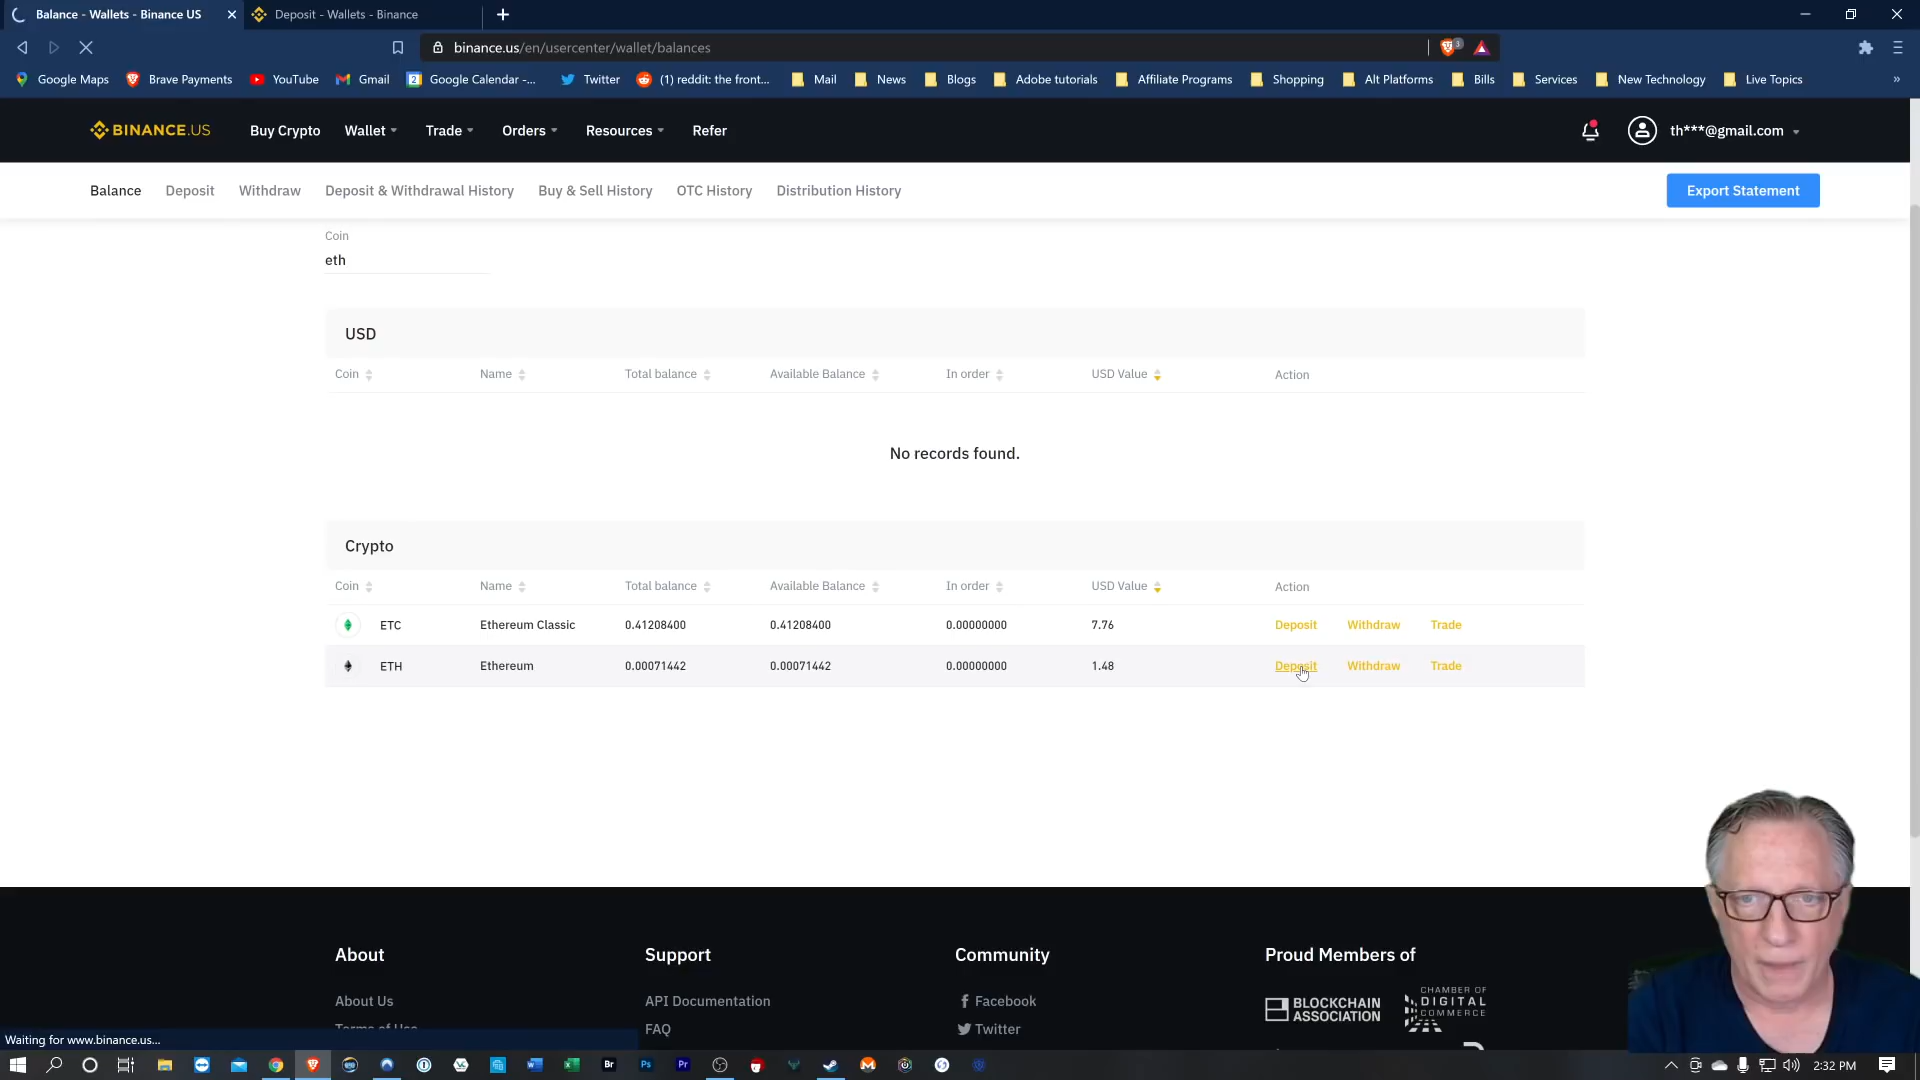 Balance - Wallets - Binance US
Deposit - Wallets - Binance
binance.us/en/usercenter/wallet/balances
3
Google Maps Brave Payments YouTube Gmail 2 Google Calendar -... Twitter (1) reddit: the front... Mail News Blogs Adobe tutorials Affiliate Programs Shopping Alt Platforms Bills Services New Technology Live Topics »
BINANCE.US Buy Crypto Wallet Trade Orders Resources Refer th***@gmail.com
Balance Deposit Withdraw Deposit & Withdrawal History Buy & Sell History OTC History Distribution History Export Statement
Coin
eth
USD
Coin Name Total balance Available Balance In order USD Value Action
No records found.
Crypto
Coin Name Total balance Available Balance In order USD Value Action
ETC Ethereum Classic 0.41208400 0.41208400 0.00000000 7.76 Deposit Withdraw Trade
ETH Ethereum 0.00071442 0.00071442 0.00000000 1.48 Deposit Withdraw Trade
About Support Community Proud Members of
About Us API Documentation Facebook
BLOCKCHAIN ASSOCIATION
CHAMBER OF DIGITAL COMMERCE
Terms of Use FAQ Twitter
Waiting for www.binance.us...
W X Br Ps Pr
2:32 PM